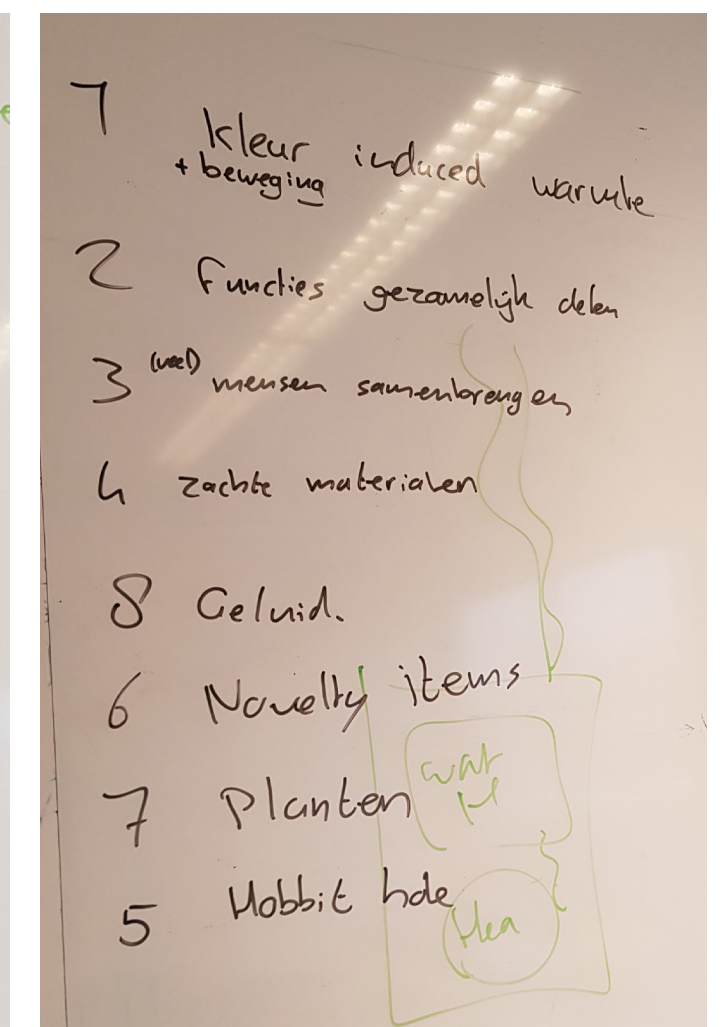 1 kleur induced warmte
+ beweging
2 functies gezamelijk delen
3 (veel) mensen samenbrengen
4 zachte materialen
8 Geluid.
6 Novelty items
7 Planten
5 Hobbit hole